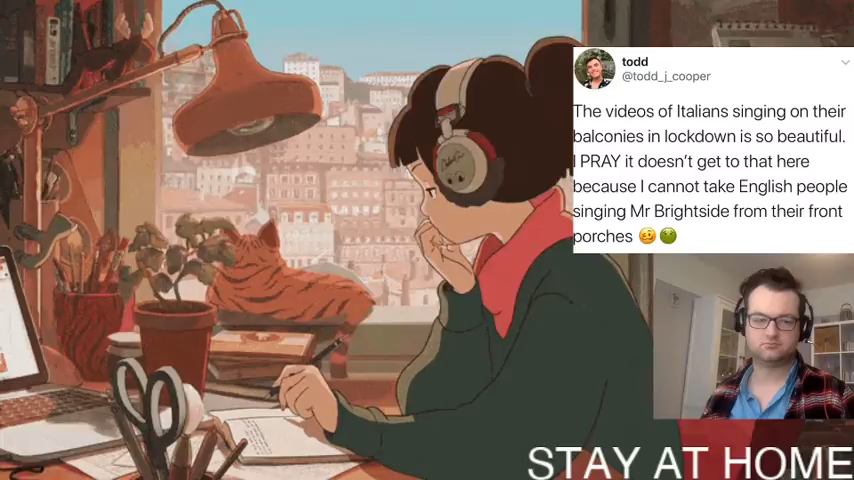 todd
@todd_j_cooper
The videos of Italians singing on their
balconies in lockdown is so beautiful.
I PRAY it doesn't get to that here
because I cannot take English people
singing Mr Brightside from their front
porches 🥴🤢
STAY AT HOME